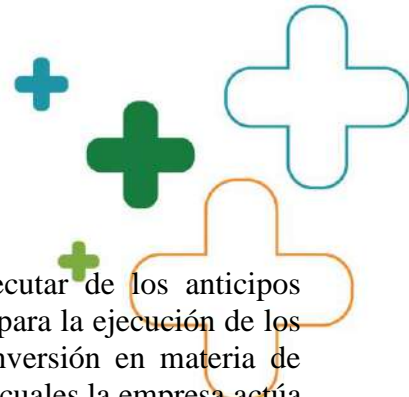 ecutar de los anticipos
para la ejecución de los
nversión en materia de
cuales la empresa actúa